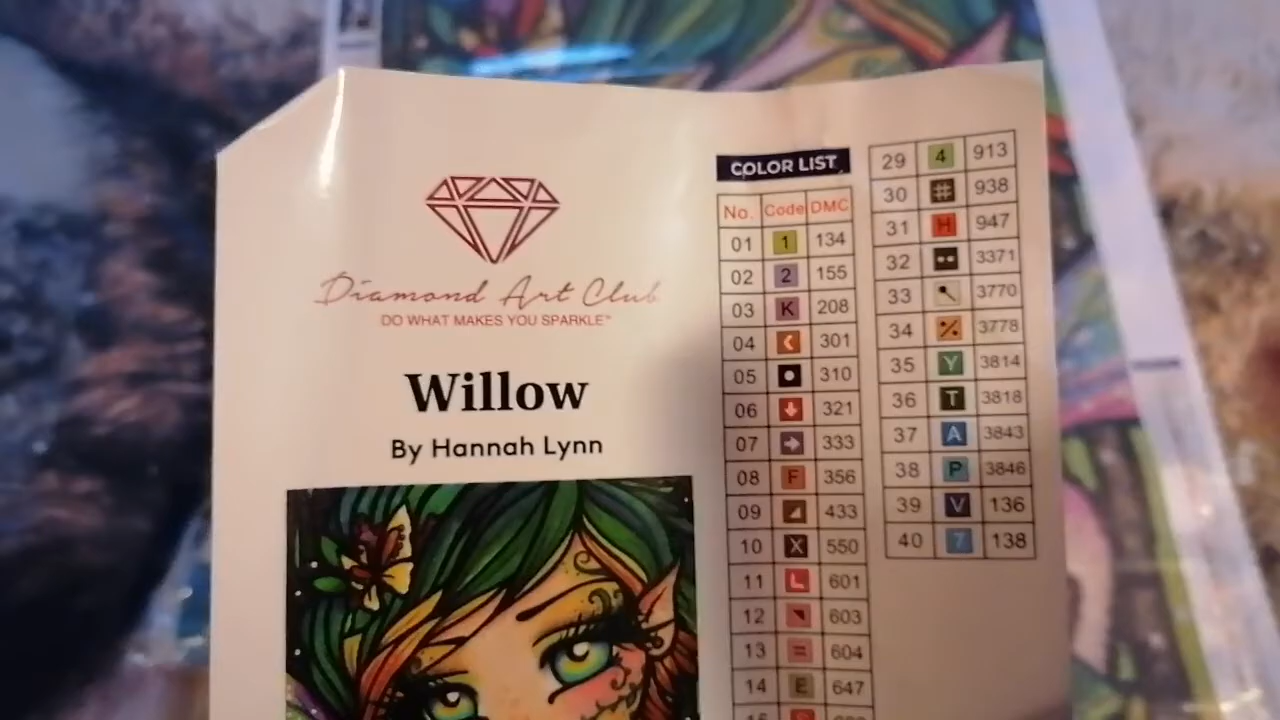 Diamond Art Club
DO WHAT MAKES YOU SPARKLE™
Willow
By Hannah Lynn
COLOR LIST
No. Code DMC
01 1 134
02 2 155
03 K 208
04 301
05 310
06 321
07 333
08 F 356
09 433
10 X 550
11 L 601
12 603
13 = 604
14 E 647
29 4 913
30 # 938
31 H 947
32 3371
33 3770
34 3778
35 Y 3814
36 T 3818
37 A 3843
38 P 3846
39 V 136
40 7 138